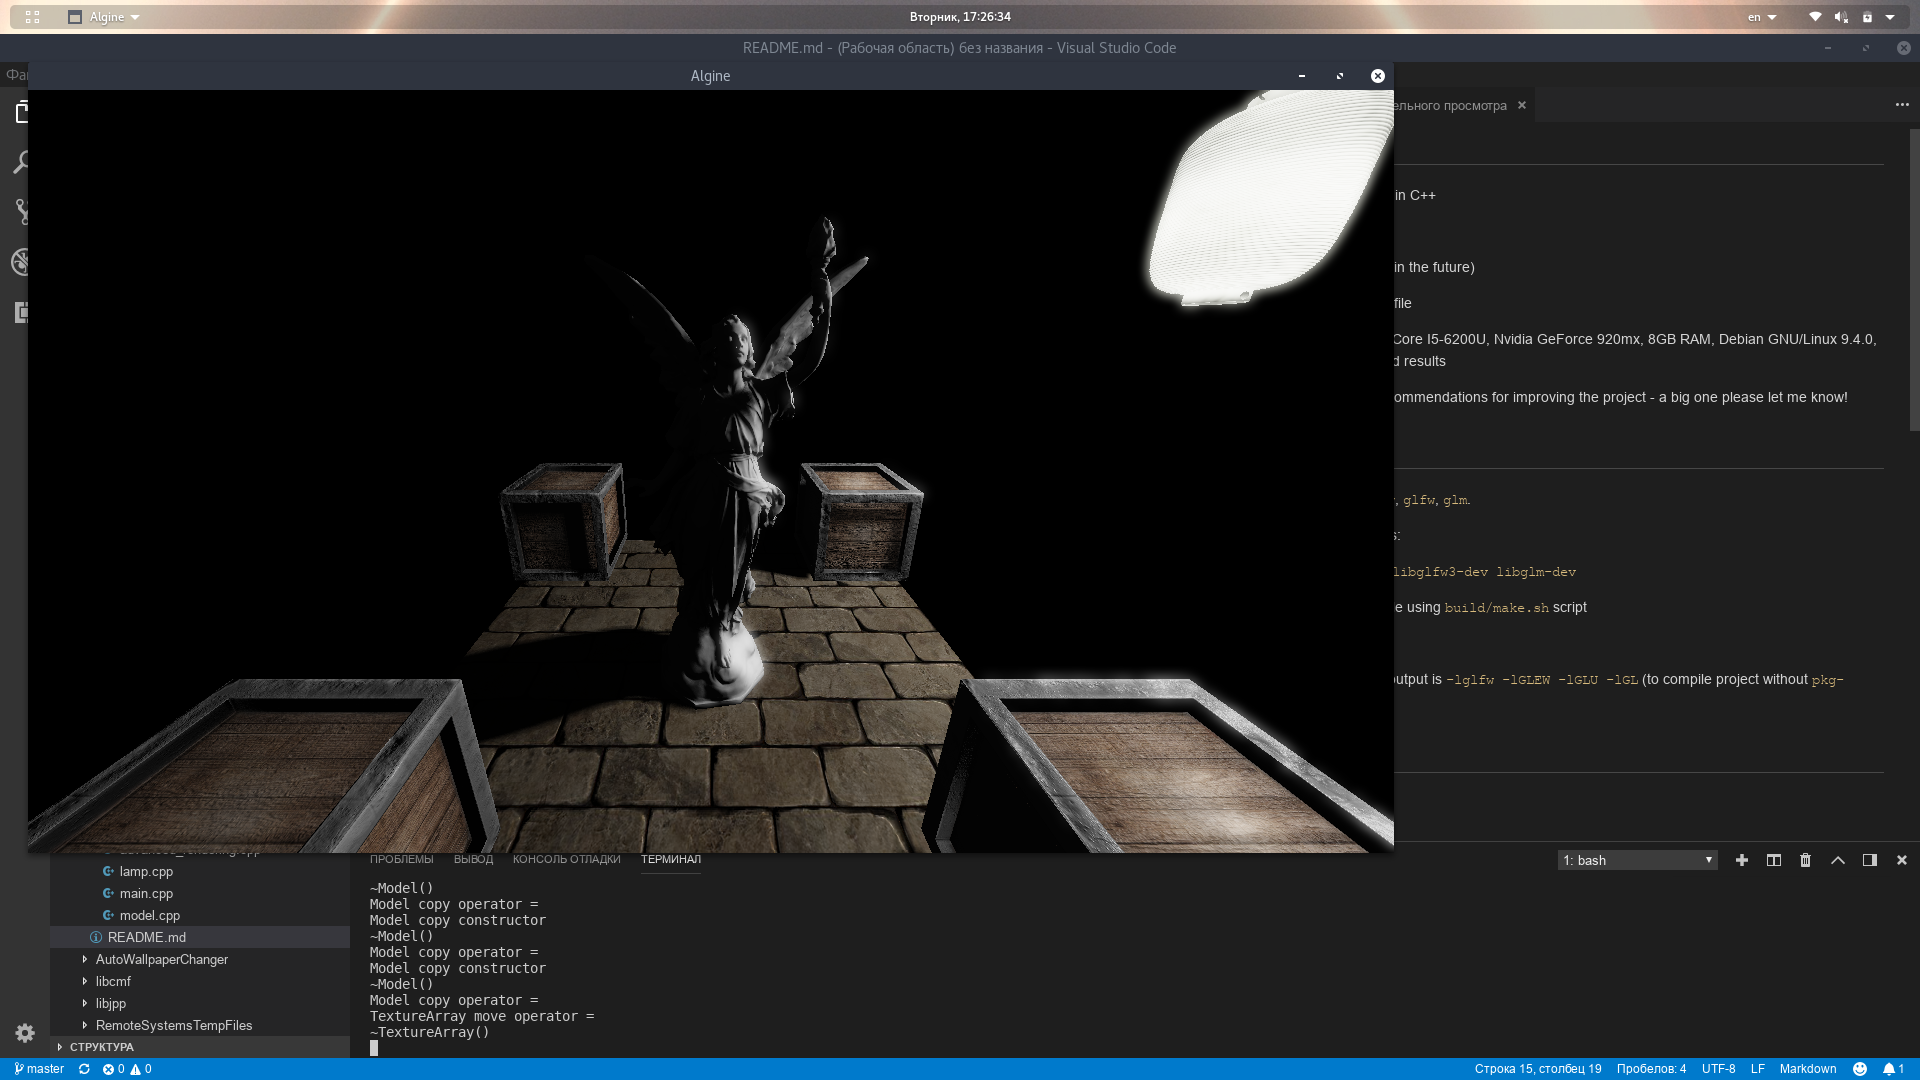 Algine
Вторник, 17:26:34
en
README.md - (Рабочая область) без названия - Visual Studio Code
Algine
ельного просмотра
in C++
in the future)
file
Core I5-6200U, Nvidia GeForce 920mx, 8GB RAM, Debian GNU/Linux 9.4.0,
d results
ommendations for improving the project - a big one please let me know!
, glfw, glm.
s:
libglfw3-dev libglm-dev
e using build/make.sh script
output is -lglfw -lGLEW -lGLU -lGL (to compile project without pkg-
ПРОБЛЕМЫ ВЫВОД КОНСОЛЬ ОТЛАДКИ ТЕРМИНАЛ
1: bash
lamp.cpp
main.cpp
model.cpp
README.md
AutoWallpaperChanger
libcmf
libjpp
RemoteSystemsTempFiles
СТРУКТУРА
~Model()
Model copy operator =
Model copy constructor
~Model()
Model copy operator =
Model copy constructor
~Model()
Model copy operator =
TextureArray move operator =
~TextureArray()
master 0 0
Строка 15, столбец 19 Пробелов: 4 UTF-8 LF Markdown 1